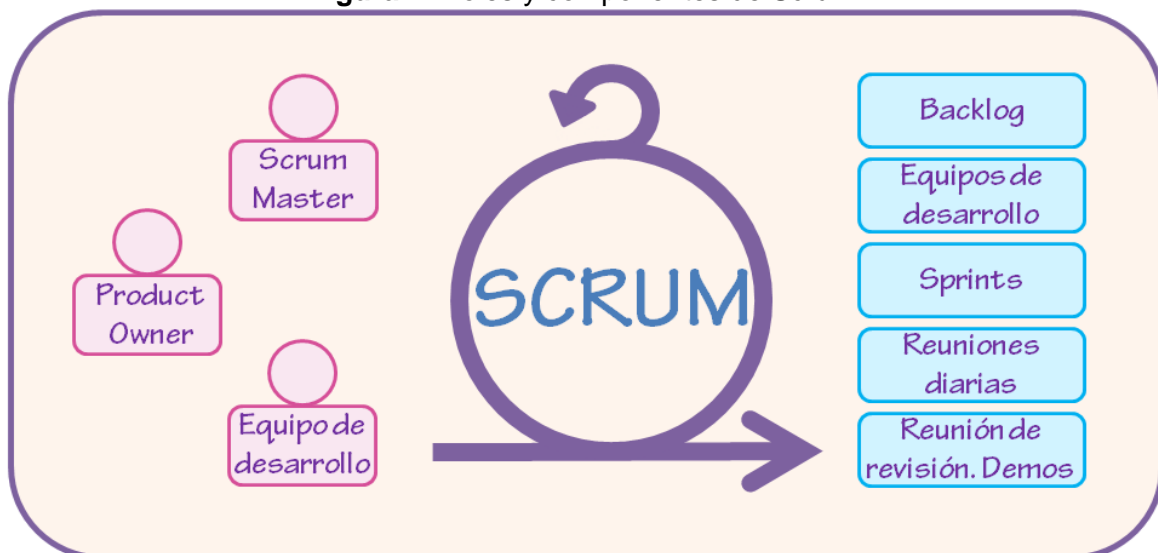 Scrum
Master
Product
Owner
Equipo de
desarrollo
SCRUM
Backlog
Equipos de
desarrollo
Sprints
Reuniones
diarias
Reunión de
revisión. Demos